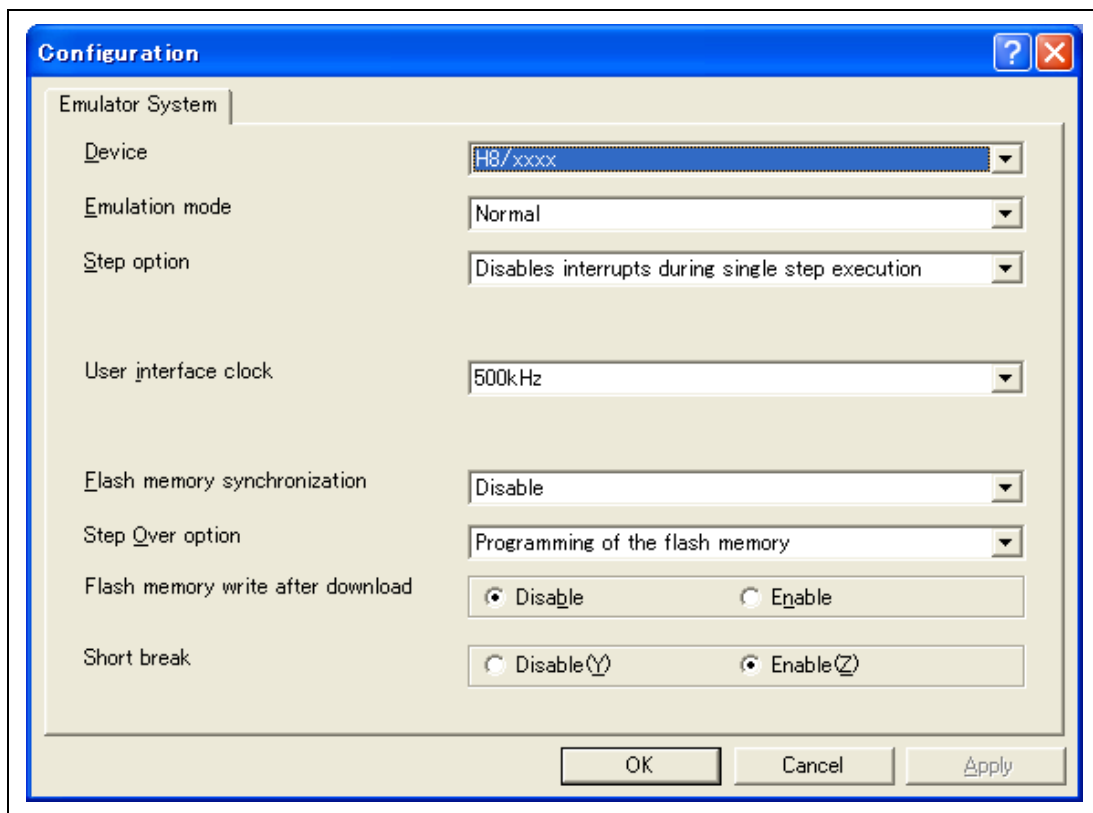 Configuration
Emulator System
Device H8/xxxx
Emulation mode Normal
Step option Disables interrupts during single step execution
User interface clock 500kHz
Flash memory synchronization Disable
Step Over option Programming of the flash memory
Flash memory write after download Disable Enable
Short break Disable(Y) Enable(Z)
OK Cancel Apply